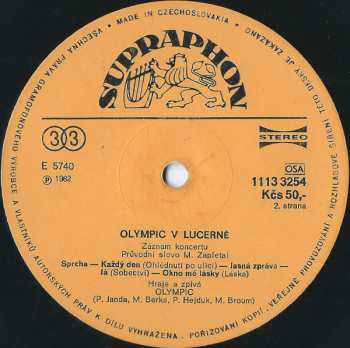 MADE IN CZECHOSLOVAKIA
VŠECHNA PRÁVA GRAMOFONOVÉHO VÝROBCE A VLASTNÍKŮ AUTORSKÝCH PRÁV K DÍLU VYHRAŽENA. POŘIZOVÁNÍ KOPIÍ, VEŘEJNÉ PROVOZOVÁNÍ A ROZHLASOVÉ ŠÍŘENÍ TÉTO DESKY JE ZAKÁZÁNO
SUPRAPHON
33
STEREO
E 5740
OSA
Ⓟ 1982
1113 3254
Kčs 50,-
2. strana
OLYMPIC V LUCERNĚ
Záznam koncertu
Průvodní slovo M. Zapletal
Sprcha — Každý den (Ohlédnutí po ulici) — Jasná zpráva —
Já (Sobectví) — Okno mé lásky (Láska)
Hraje a zpívá
OLYMPIC
(P. Janda, M. Berka, P. Hejduk, M. Broum)